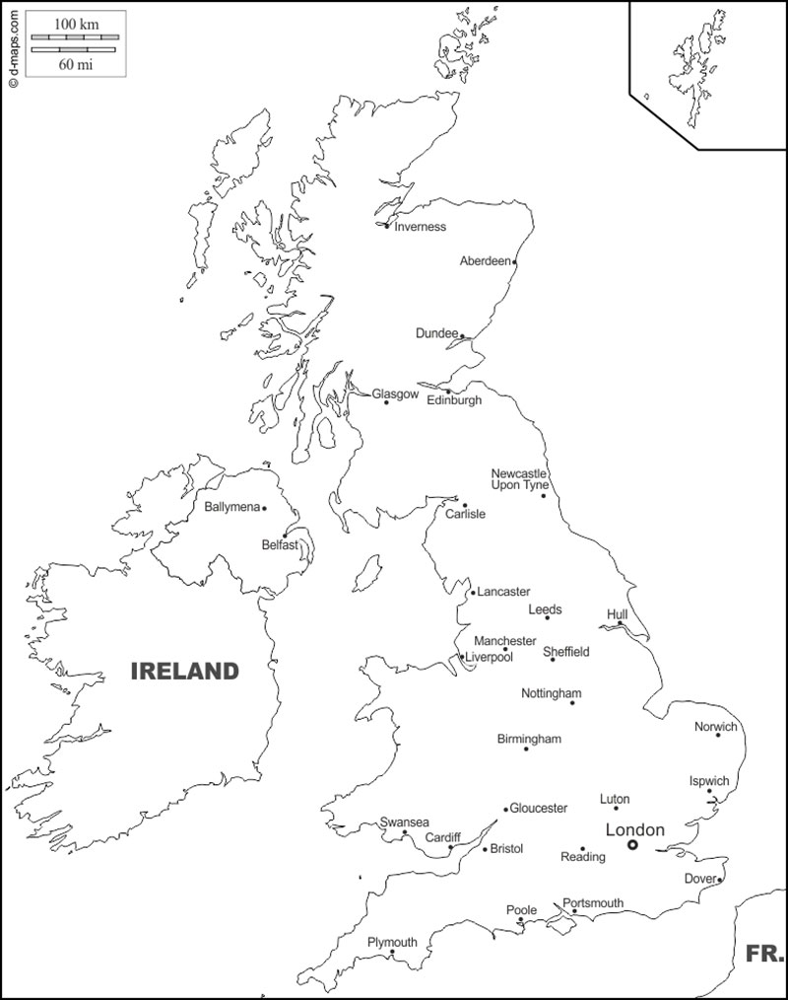 © d-maps.com
100 km
60 mi
Inverness
Aberdeen
Dundee
Glasgow
Edinburgh
Newcastle
Upon Tyne
Ballymena
Carlisle
Belfast
Lancaster
Leeds
Hull
Manchester
Liverpool
Sheffield
IRELAND
Nottingham
Norwich
Birmingham
Ispwich
Luton
Gloucester
Swansea
London
Cardiff
Bristol
Reading
Dover
Portsmouth
Poole
Plymouth
FR.